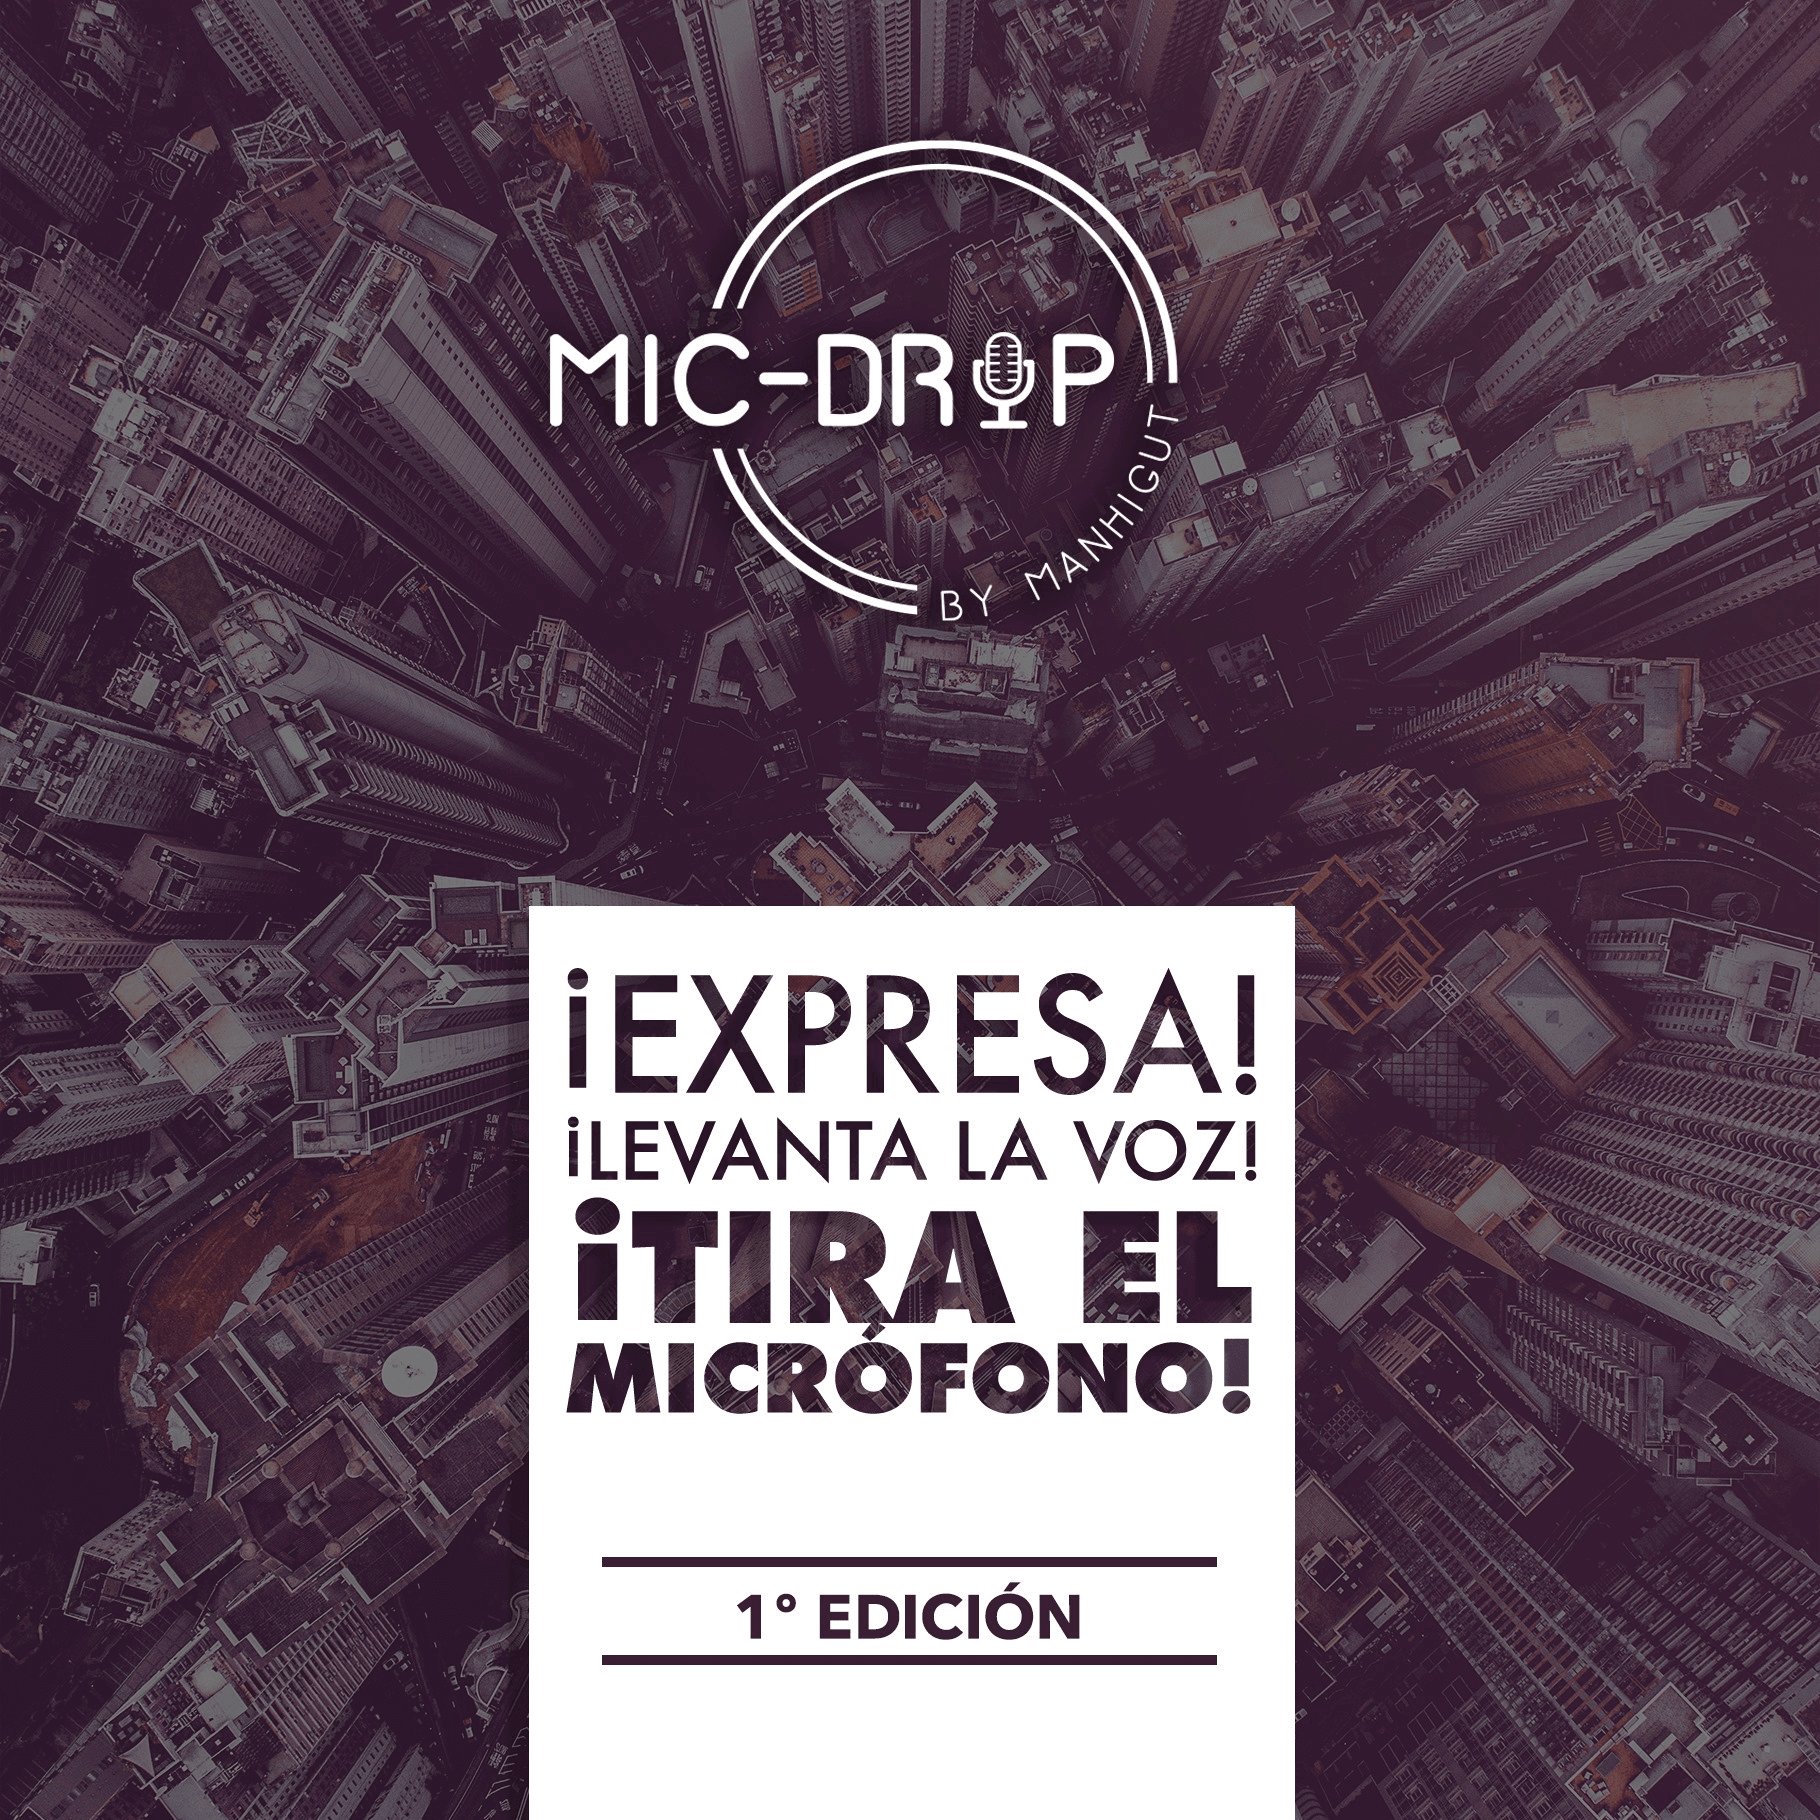 MIC-DROP
BY MANHIGUT
¡EXPRESA!
¡LEVANTA LA VOZ!
¡TIRA EL
MICRÓFONO!
1° EDICIÓN